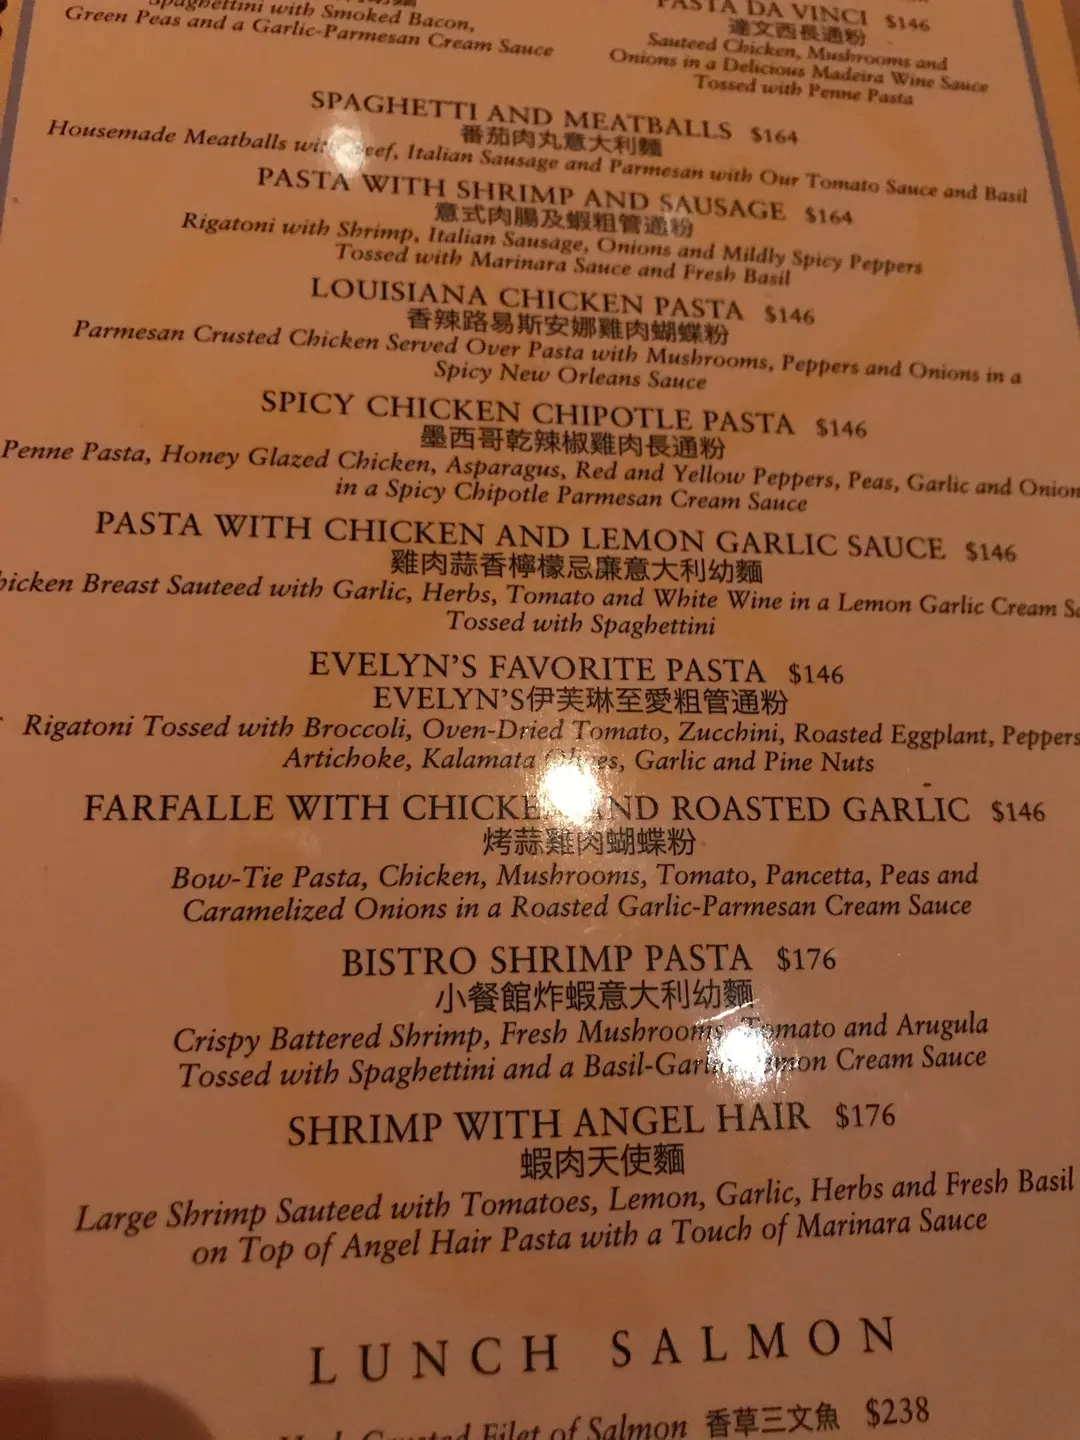 Spaghettini with Smoked Bacon,
Green Peas and a Garlic-Parmesan Cream Sauce
PASTA DA VINCI $146
達文西長通粉
Sauteed Chicken, Mushrooms and
Onions in a Delicious Madeira Wine Sauce
Tossed with Penne Pasta
SPAGHETTI AND MEATBALLS $164
番茄肉丸意大利麵
Housemade Meatballs with Beef, Italian Sausage and Parmesan with Our Tomato Sauce and Basil
PASTA WITH SHRIMP AND SAUSAGE $164
意式肉腸及蝦粗管通粉
Rigatoni with Shrimp, Italian Sausage, Onions and Mildly Spicy Peppers
Tossed with Marinara Sauce and Fresh Basil
LOUISIANA CHICKEN PASTA $146
香辣路易斯安娜雞肉蝴蝶粉
Parmesan Crusted Chicken Served Over Pasta with Mushrooms, Peppers and Onions in a
Spicy New Orleans Sauce
SPICY CHICKEN CHIPOTLE PASTA $146
墨西哥乾辣椒雞肉長通粉
Penne Pasta, Honey Glazed Chicken, Asparagus, Red and Yellow Peppers, Peas, Garlic and Onion
in a Spicy Chipotle Parmesan Cream Sauce
PASTA WITH CHICKEN AND LEMON GARLIC SAUCE $146
雞肉蒜香檸檬忌廉意大利幼麵
hicken Breast Sauteed with Garlic, Herbs, Tomato and White Wine in a Lemon Garlic Cream Sa
Tossed with Spaghettini
EVELYN'S FAVORITE PASTA $146
EVELYN'S伊芙琳至愛粗管通粉
Rigatoni Tossed with Broccoli, Oven-Dried Tomato, Zucchini, Roasted Eggplant, Peppers
Artichoke, Kalamata Olives, Garlic and Pine Nuts
FARFALLE WITH CHICKEN AND ROASTED GARLIC $146
烤蒜雞肉蝴蝶粉
Bow-Tie Pasta, Chicken, Mushrooms, Tomato, Pancetta, Peas and
Caramelized Onions in a Roasted Garlic-Parmesan Cream Sauce
BISTRO SHRIMP PASTA $176
小餐館炸蝦意大利幼麵
Crispy Battered Shrimp, Fresh Mushrooms, Tomato and Arugula
Tossed with Spaghettini and a Basil-Garlic-Lemon Cream Sauce
SHRIMP WITH ANGEL HAIR $176
蝦肉天使麵
Large Shrimp Sauteed with Tomatoes, Lemon, Garlic, Herbs and Fresh Basil
on Top of Angel Hair Pasta with a Touch of Marinara Sauce
LUNCH SALMON
Crusted Filet of Salmon 香草三文魚 $238